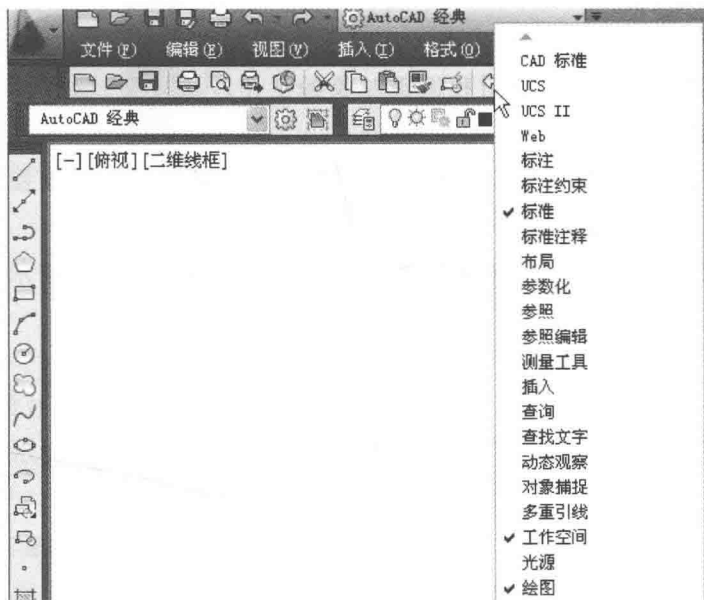 AutoCAD 经典
文件(F) 编辑(E) 视图(V) 插入(I) 格式(O)
AutoCAD 经典
[-][俯视][二维线框]
CAD 标准
UCS
UCS II
Web
标注
标注约束
标准
标准注释
布局
参数化
参照
参照编辑
测量工具
插入
查询
查找文字
动态观察
对象捕捉
多重引线
工作空间
光源
绘图